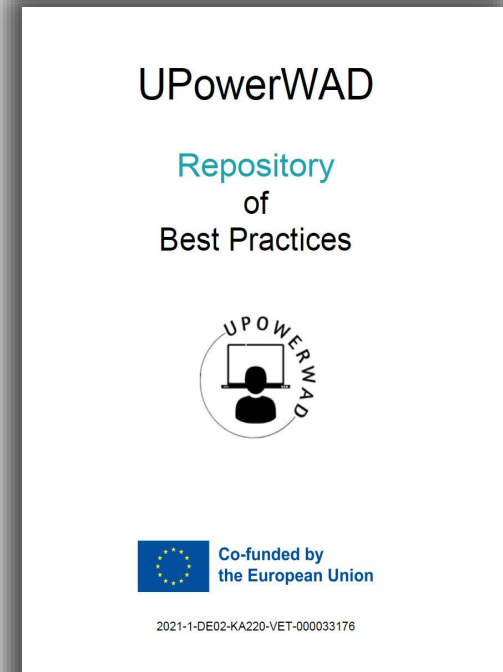 UPowerWAD
Repository
of
Best Practices
UPOWERWAD
Co-funded by
the European Union
2021-1-DE02-KA220-VET-000033176